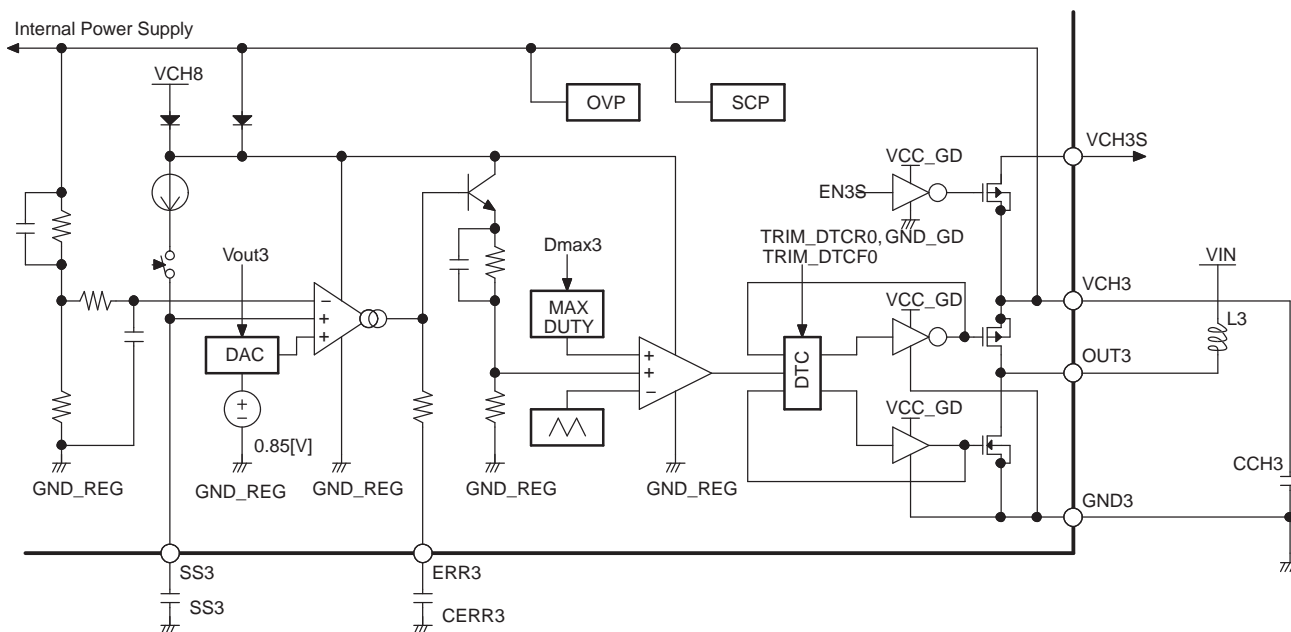 Internal Power Supply
VCH8
OVP
SCP
VCH3S
VCC_GD
EN3S
TRIM_DTCR0, GND_GD
TRIM_DTCF0
Vout3
Dmax3
VIN
VCH3
MAX
DUTY
VCC_GD
L3
DAC
DTC
OUT3
VCC_GD
0.85[V]
GND_REG
GND_REG
GND_REG
GND_REG
GND_REG
CCH3
GND3
SS3
ERR3
SS3
CERR3